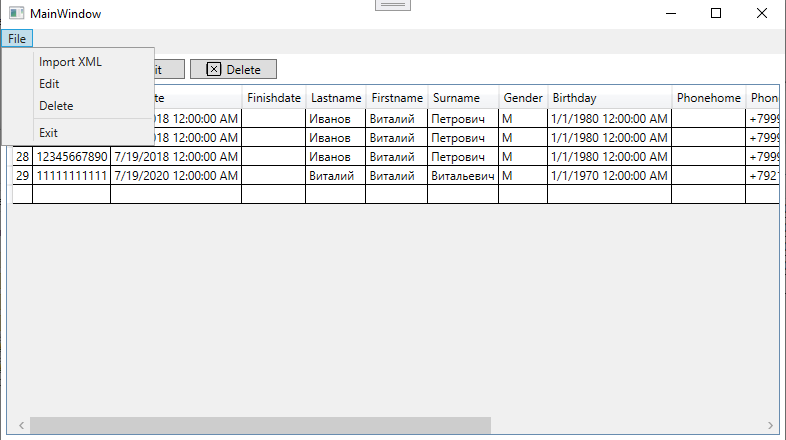 MainWindow
File
Import XML
Edit
Delete
Exit
it Delete
te Finishdate Lastname Firstname Surname Gender Birthday Phonehome Phon
018 12:00:00 AM Иванов Виталий Петрович М 1/1/1980 12:00:00 AM +7999
018 12:00:00 AM Иванов Виталий Петрович М 1/1/1980 12:00:00 AM +7999
28 12345667890 7/19/2018 12:00:00 AM Иванов Виталий Петрович М 1/1/1980 12:00:00 AM +7999
29 11111111111 7/19/2020 12:00:00 AM Виталий Виталий Витальевич М 1/1/1970 12:00:00 AM +792